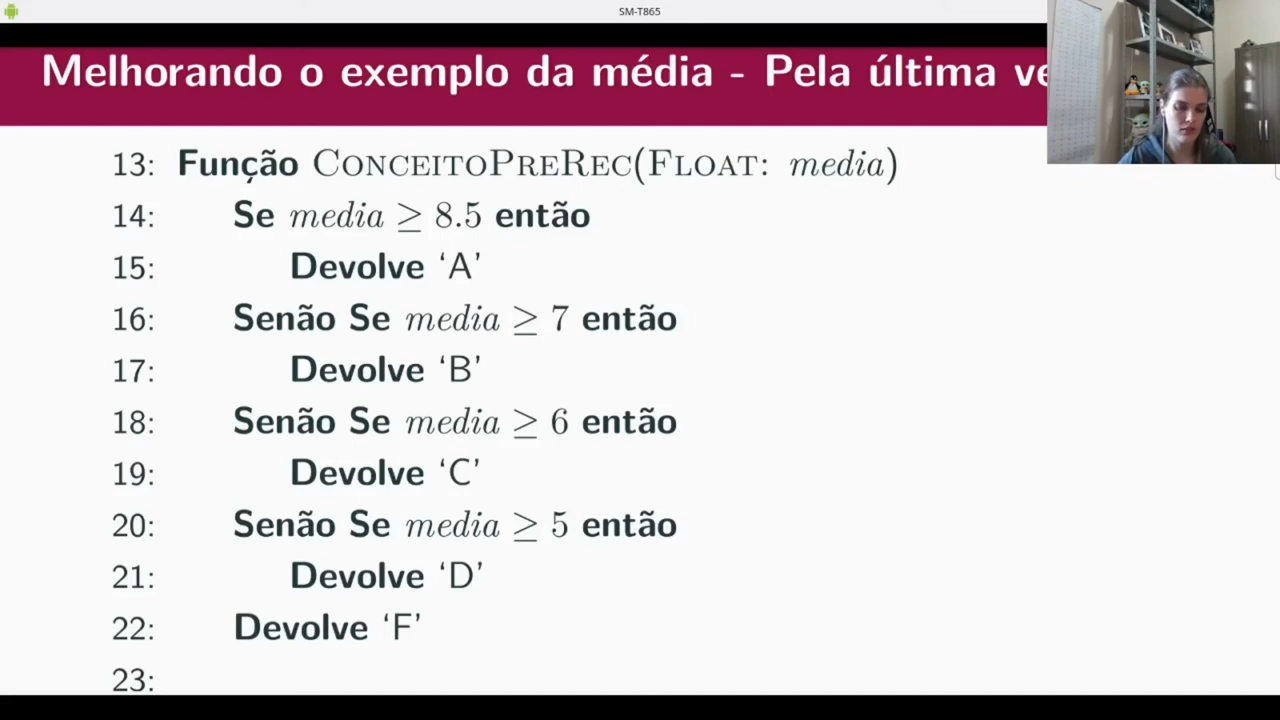 SM-T865
Melhorando o exemplo da média - Pela última
13: Função ConceitoPreRec(Float: media)
14: Se media ≥ 8.5 então
15: Devolve ‘A’
16: Senão Se media ≥ 7 então
17: Devolve ‘B’
18: Senão Se media ≥ 6 então
19: Devolve ‘C’
20: Senão Se media ≥ 5 então
21: Devolve ‘D’
22: Devolve ‘F’
23: